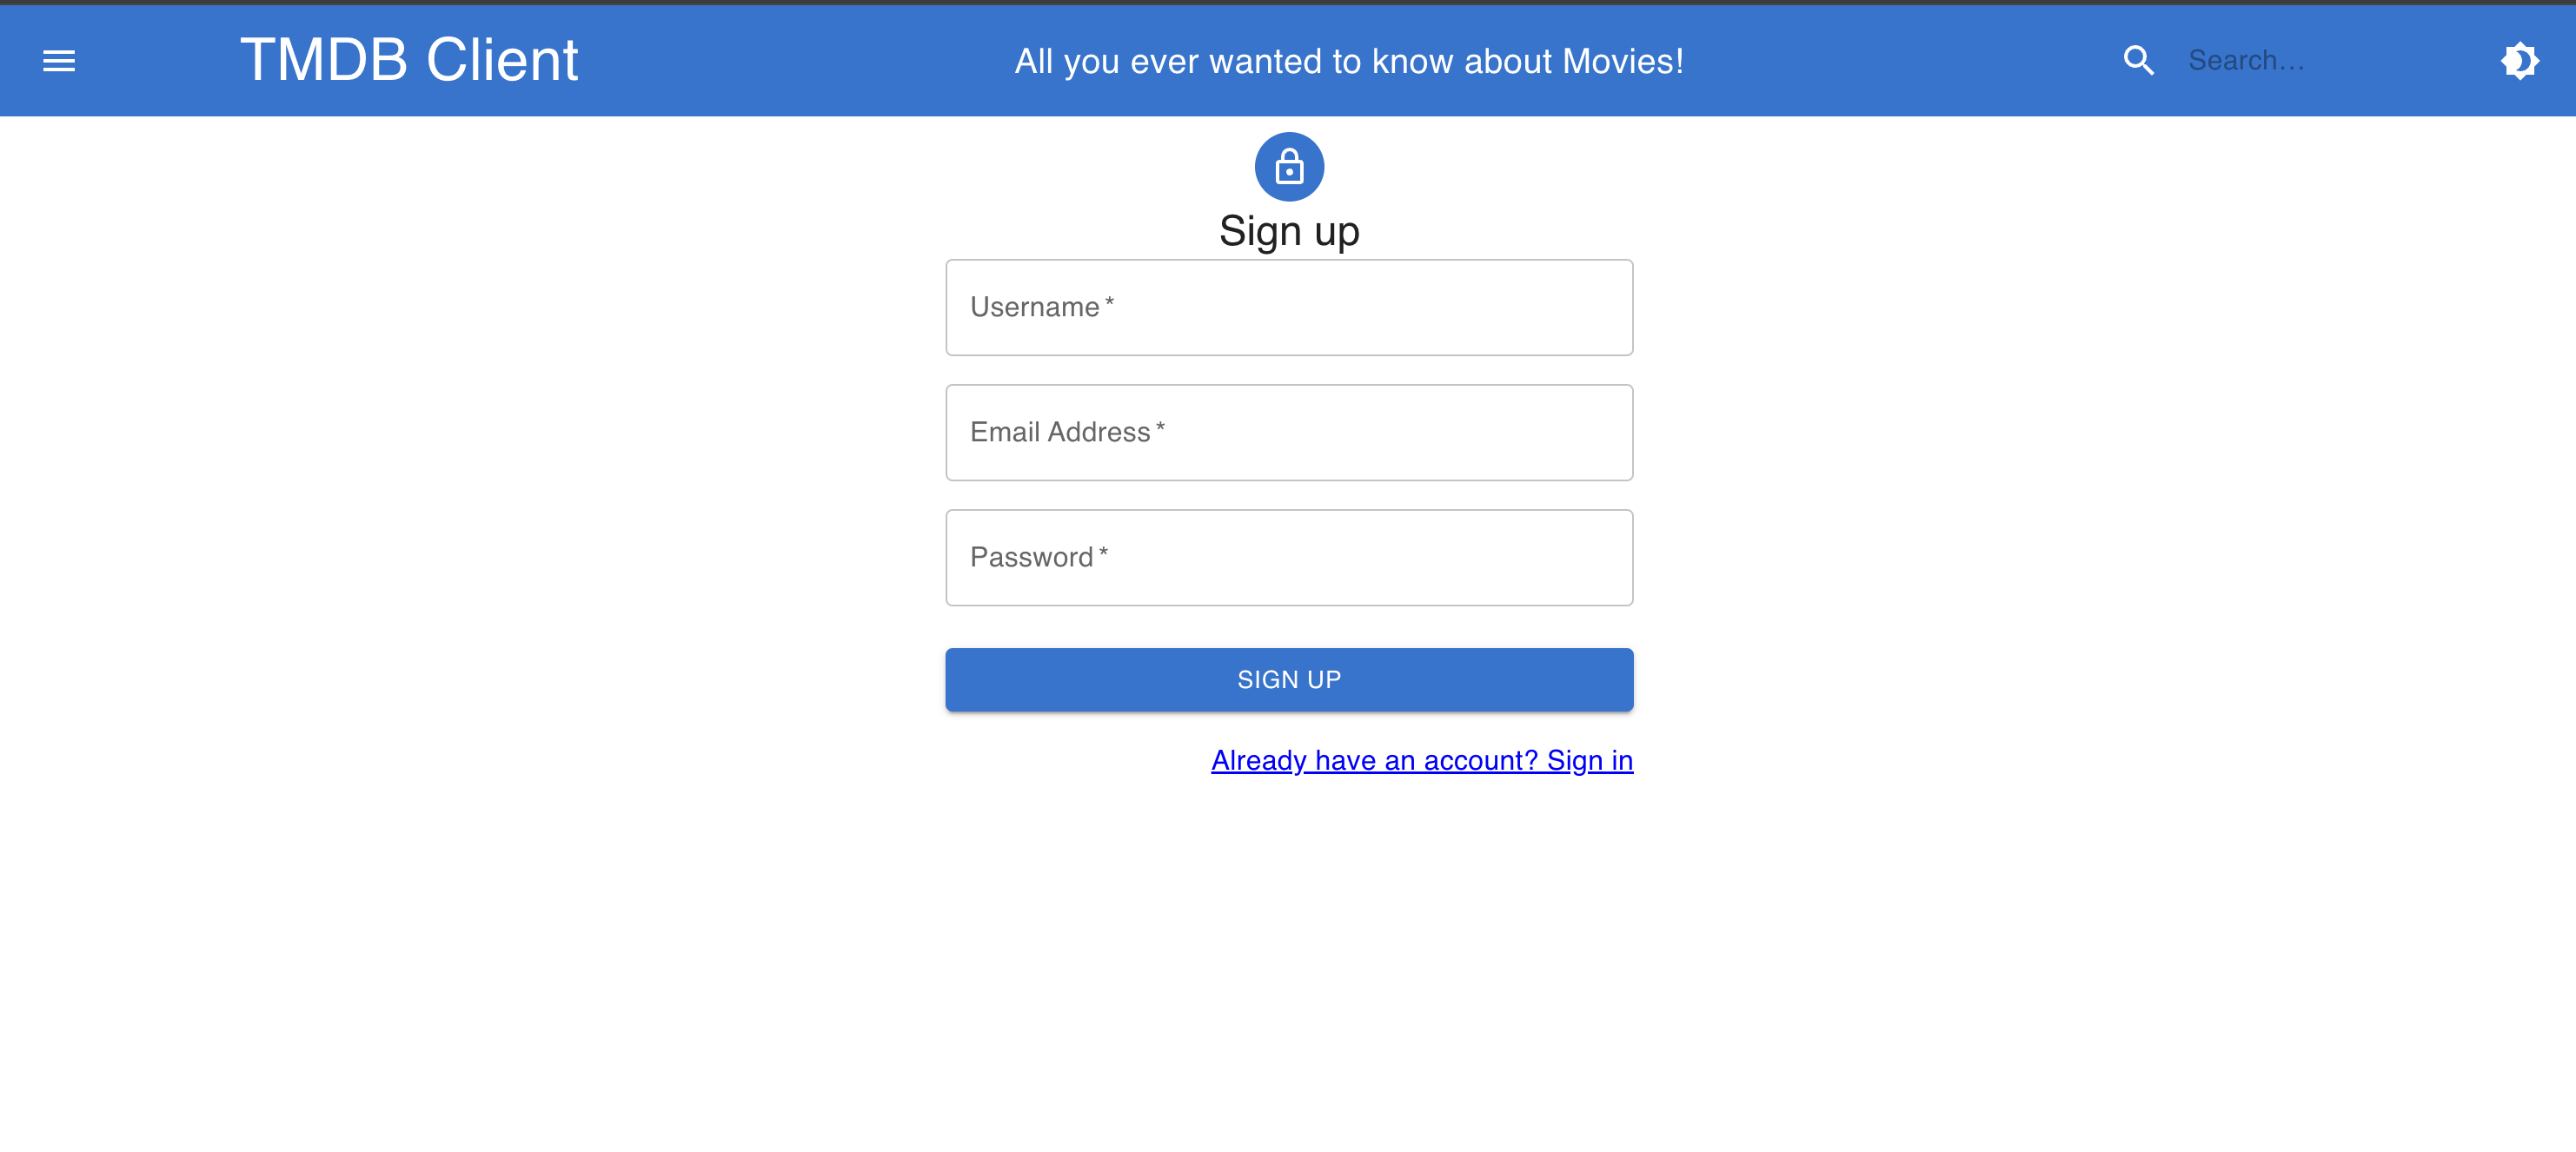 TMDB Client
All you ever wanted to know about Movies!
Search...
Sign up
Username *
Email Address *
Password *
SIGN UP
Already have an account? Sign in